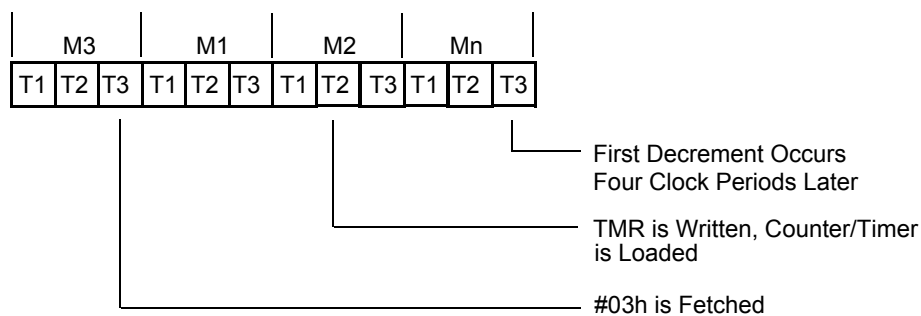 M3 M1 M2 Mn
T1 T2 T3 T1 T2 T3 T1 T2 T3 T1 T2 T3
First Decrement Occurs
Four Clock Periods Later
TMR is Written, Counter/Timer
is Loaded
#03h is Fetched